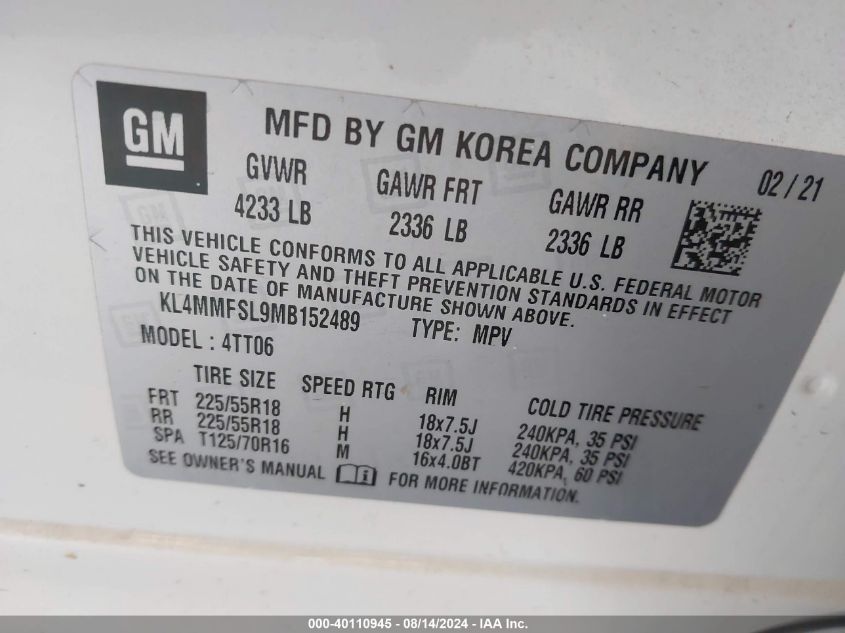 GM
MFD BY GM KOREA COMPANY 02/21
GVWR GAWR FRT GAWR RR
4233 LB 2336 LB 2336 LB
THIS VEHICLE CONFORMS TO ALL APPLICABLE U.S. FEDERAL MOTOR
VEHICLE SAFETY AND THEFT PREVENTION STANDARDS IN EFFECT
ON THE DATE OF MANUFACTURE SHOWN ABOVE.
KL4MMFSL9MB152489 TYPE: MPV
MODEL : 4TT06
TIRE SIZE SPEED RTG RIM COLD TIRE PRESSURE
FRT 225/55R18 H 18x7.5J 240KPA, 35 PSI
RR 225/55R18 H 18x7.5J 240KPA, 35 PSI
SPA T125/70R16 M 16x4.0BT 420KPA, 60 PSI
SEE OWNER'S MANUAL FOR MORE INFORMATION.
000-40110945 - 08/14/2024 - IAA Inc.